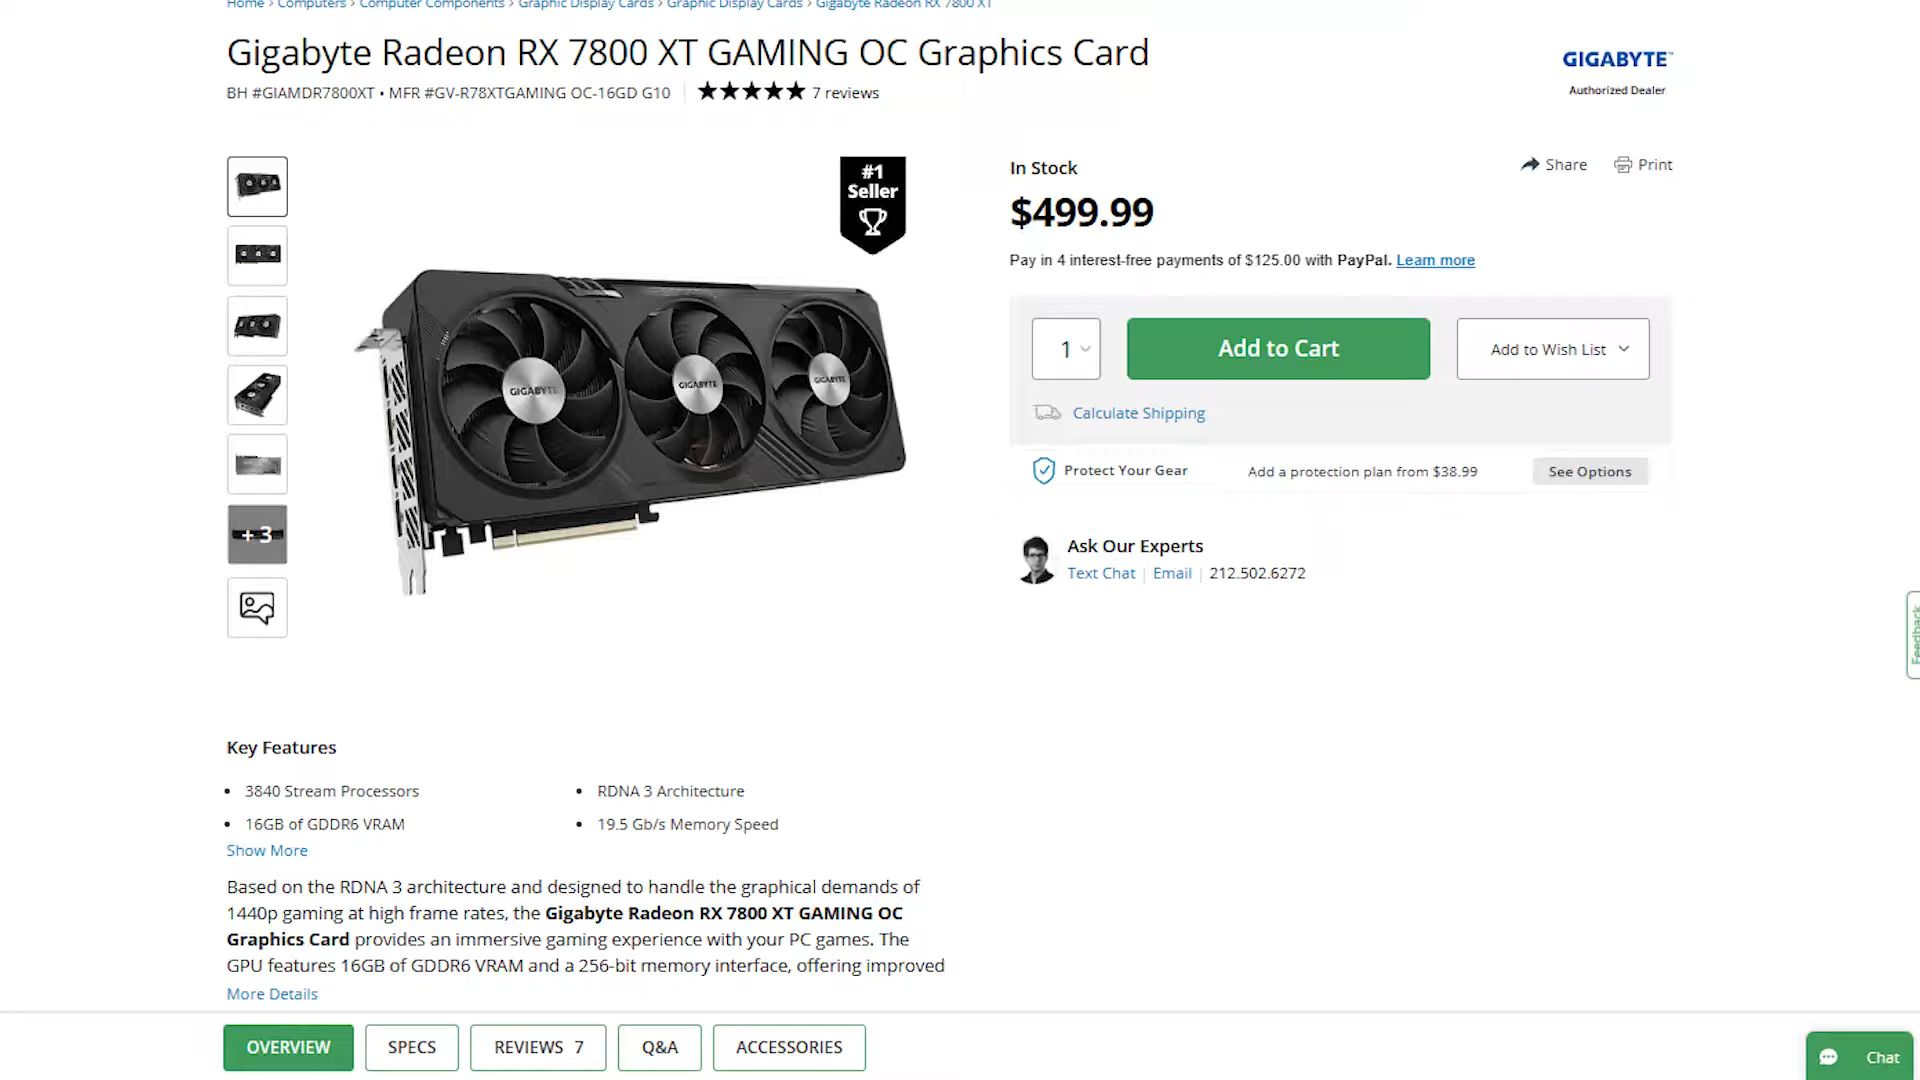 Home > Computers > Computer Components > Graphic Display Cards > Graphic Display Cards > Gigabyte Radeon RX 7800 XT
Gigabyte Radeon RX 7800 XT GAMING OC Graphics Card
BH #GIAMDR7800XT • MFR #GV-R78XTGAMING OC-16GD G10
7 reviews
GIGABYTE™
Authorized Dealer
#1
Seller
GIGABYTE
GIGABYTE
GIGABYTE
+ 3
In Stock
Share
Print
$499.99
Pay in 4 interest-free payments of $125.00 with PayPal. Learn more
1
Add to Cart
Add to Wish List
Calculate Shipping
Protect Your Gear
Add a protection plan from $38.99
See Options
Ask Our Experts
Text Chat | Email | 212.502.6272
Feedback
Key Features
• 3840 Stream Processors
• RDNA 3 Architecture
• 16GB of GDDR6 VRAM
• 19.5 Gb/s Memory Speed
Show More
Based on the RDNA 3 architecture and designed to handle the graphical demands of
1440p gaming at high frame rates, the Gigabyte Radeon RX 7800 XT GAMING OC
Graphics Card provides an immersive gaming experience with your PC games. The
GPU features 16GB of GDDR6 VRAM and a 256-bit memory interface, offering improved
More Details
OVERVIEW
SPECS
REVIEWS 7
Q&A
ACCESSORIES
Chat